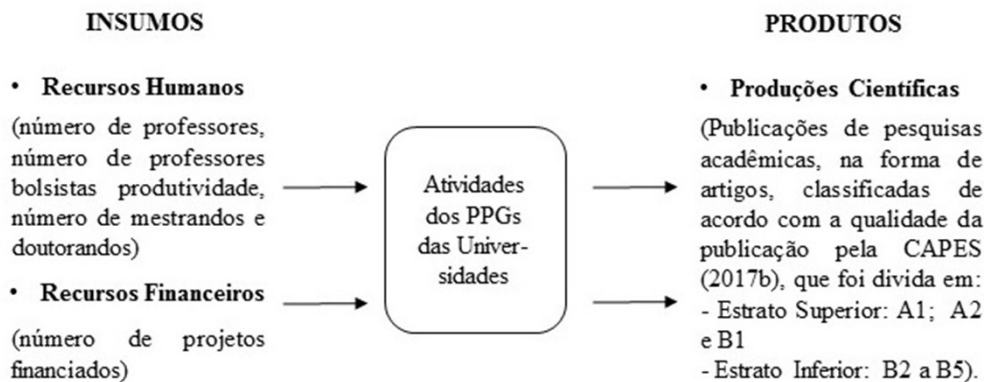 INSUMOS
• Recursos Humanos
(número de professores,
número de professores
bolsistas produtividade,
número de mestrandos e
doutorandos)
• Recursos Financeiros
(número de projetos
financiados)
Atividades
dos PPGs
das Univer-
sidades
PRODUTOS
• Produções Científicas
(Publicações de pesquisas
acadêmicas, na forma de
artigos, classificadas de
acordo com a qualidade da
publicação pela CAPES
(2017b), que foi divida em:
- Estrato Superior: A1; A2
e B1
- Estrato Inferior: B2 a B5).